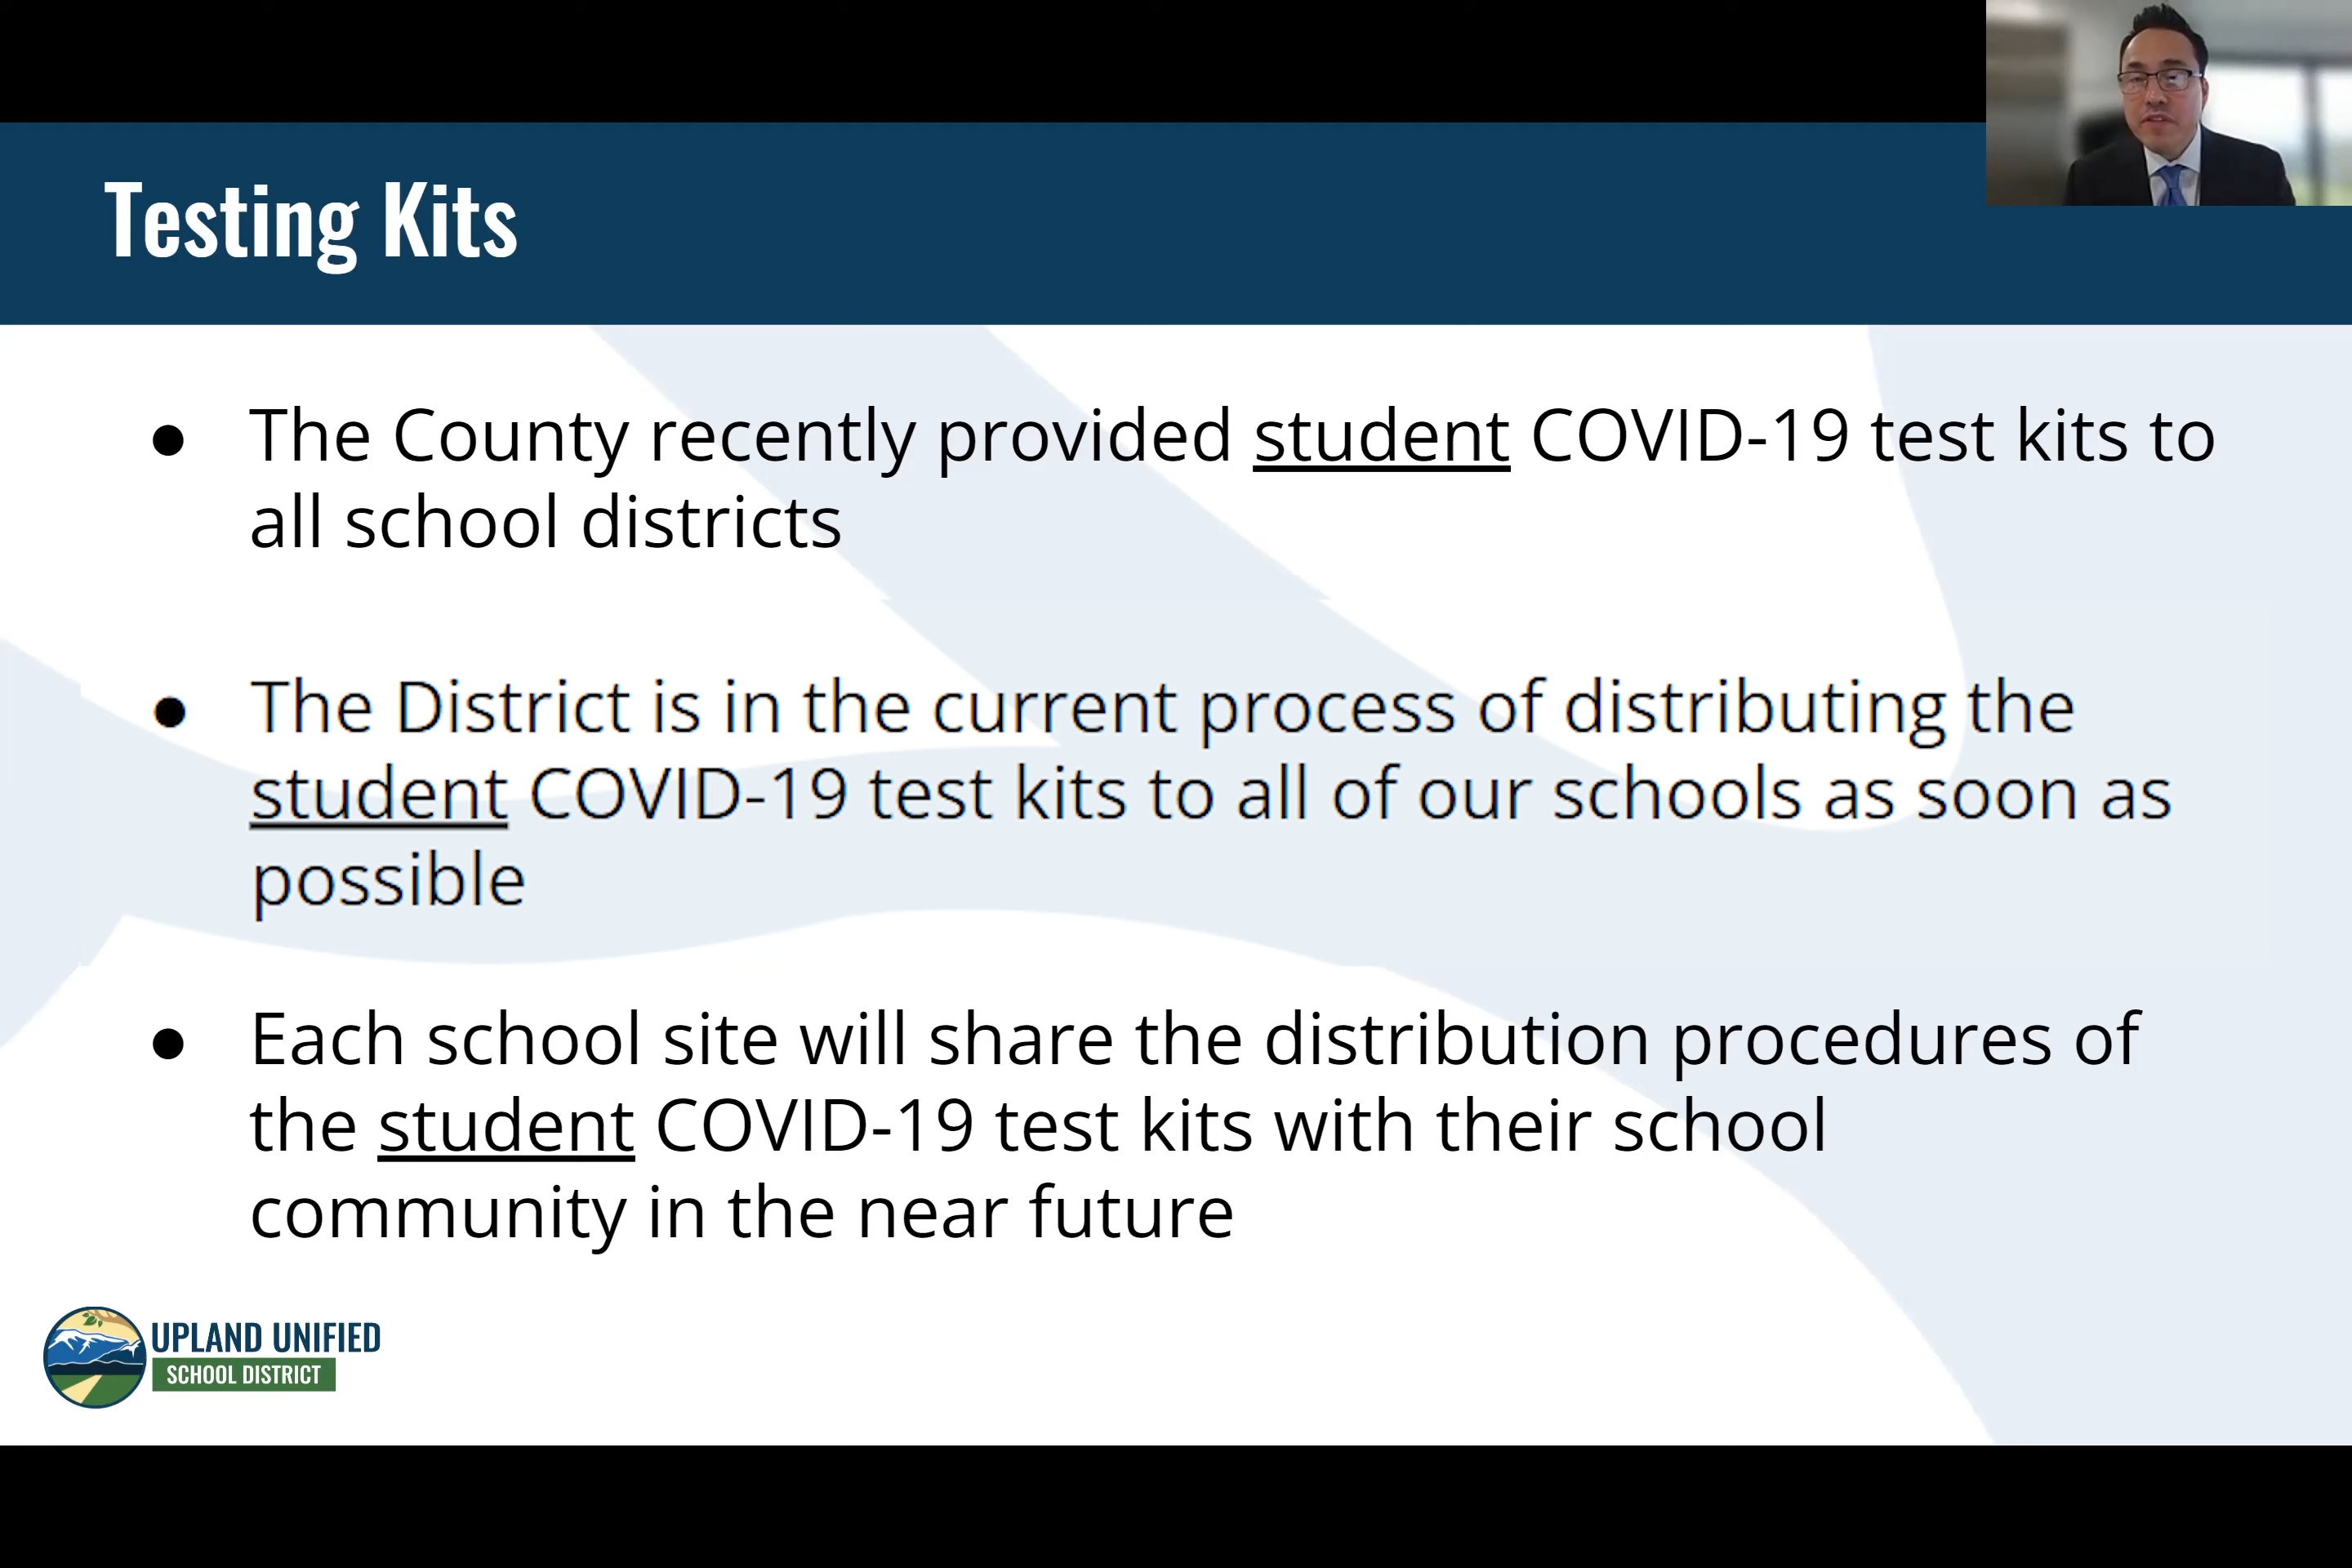 Testing Kits
● The County recently provided student COVID-19 test kits to
all school districts
● The District is in the current process of distributing the
student COVID-19 test kits to all of our schools as soon as
possible
● Each school site will share the distribution procedures of
the student COVID-19 test kits with their school
community in the near future
UPLAND UNIFIED
SCHOOL DISTRICT